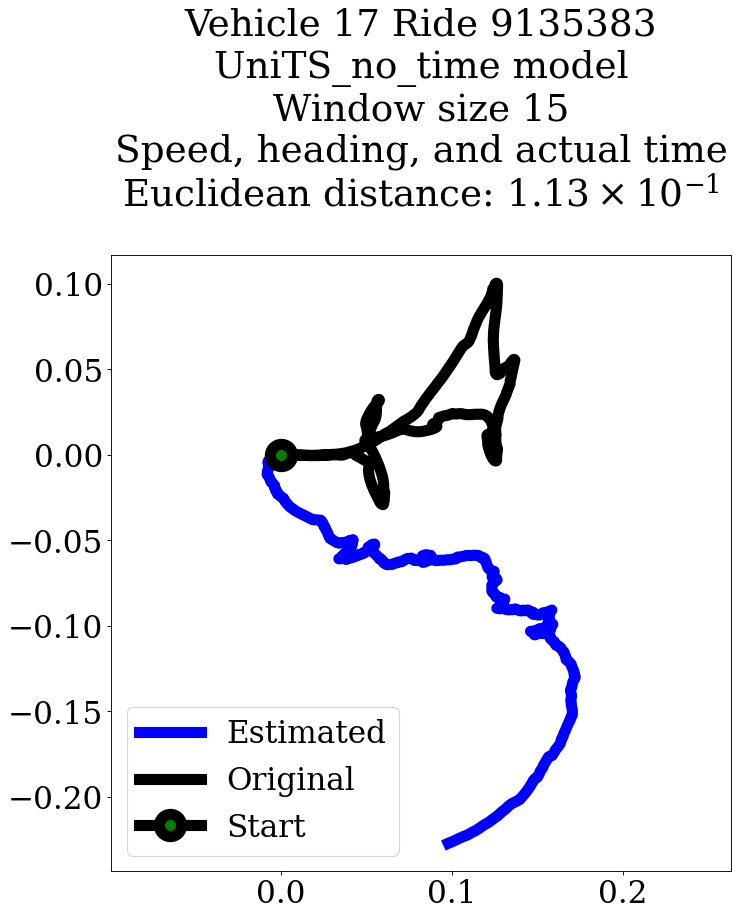 Vehicle 17 Ride 9135383
UniTS_no_time model
Window size 15
Speed, heading, and actual time
Euclidean distance: 1.13 × 10⁻¹
0.10
0.05
0.00
−0.05
−0.10
−0.15
−0.20
Estimated
Original
Start
0.0 0.1 0.2